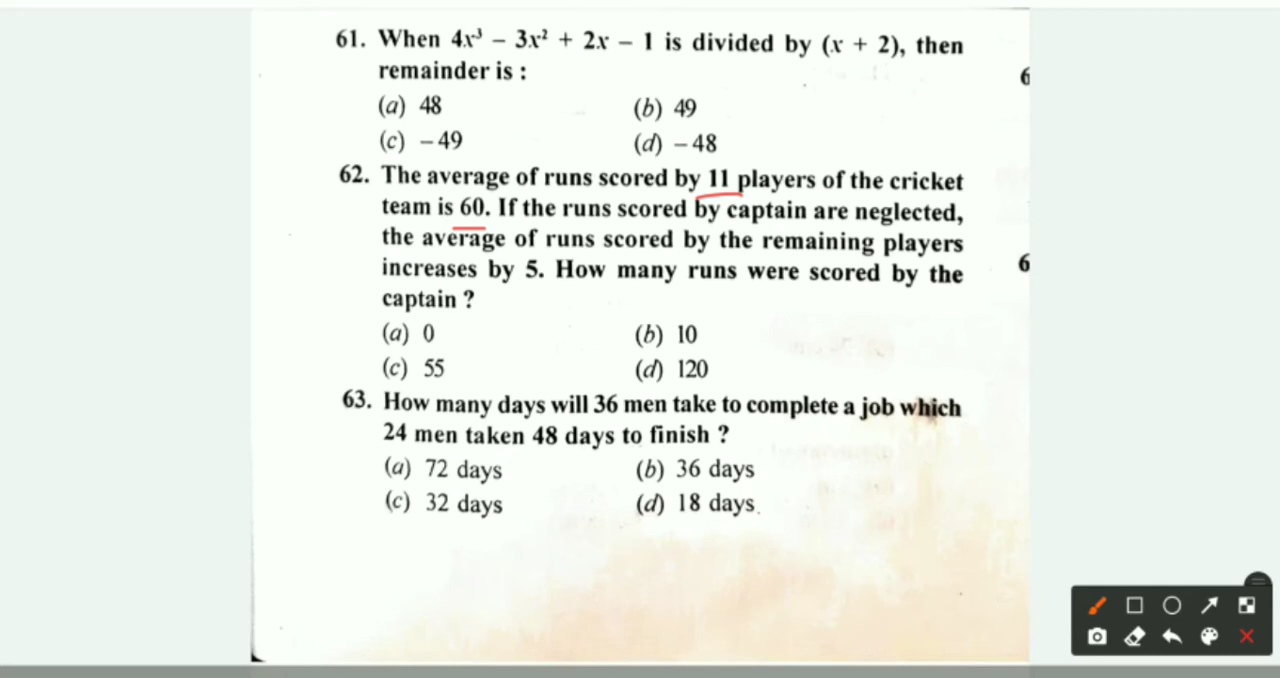 61. When 4x³ – 3x² + 2x – 1 is divided by (x + 2), then
remainder is :
(a) 48 (b) 49
(c) – 49 (d) – 48
62. The average of runs scored by 11 players of the cricket
team is 60. If the runs scored by captain are neglected,
the average of runs scored by the remaining players
increases by 5. How many runs were scored by the
captain ?
(a) 0 (b) 10
(c) 55 (d) 120
63. How many days will 36 men take to complete a job which
24 men taken 48 days to finish ?
(a) 72 days (b) 36 days
(c) 32 days (d) 18 days.
6
6